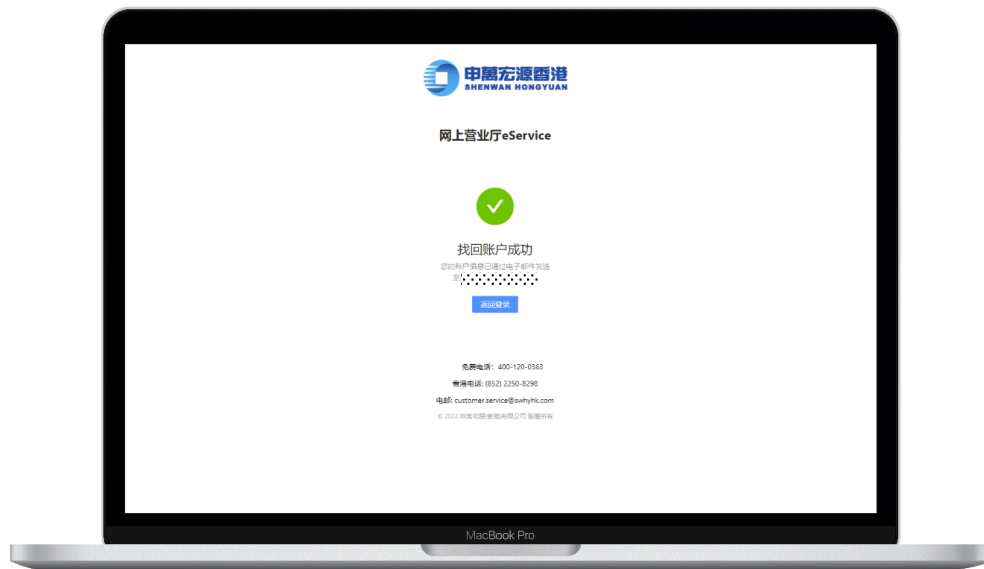 申萬宏源香港
SHENWAN HONGYUAN
网上营业厅eService
找回账户成功
您的账户信息已通过电子邮件发送
至
返回登录
免费电话: 400-120-0363
香港电话: (852) 2250-8298
电邮: customer.service@swhyhk.com
© 2022 申萬宏源(香港)有限公司 版權所有
MacBook Pro